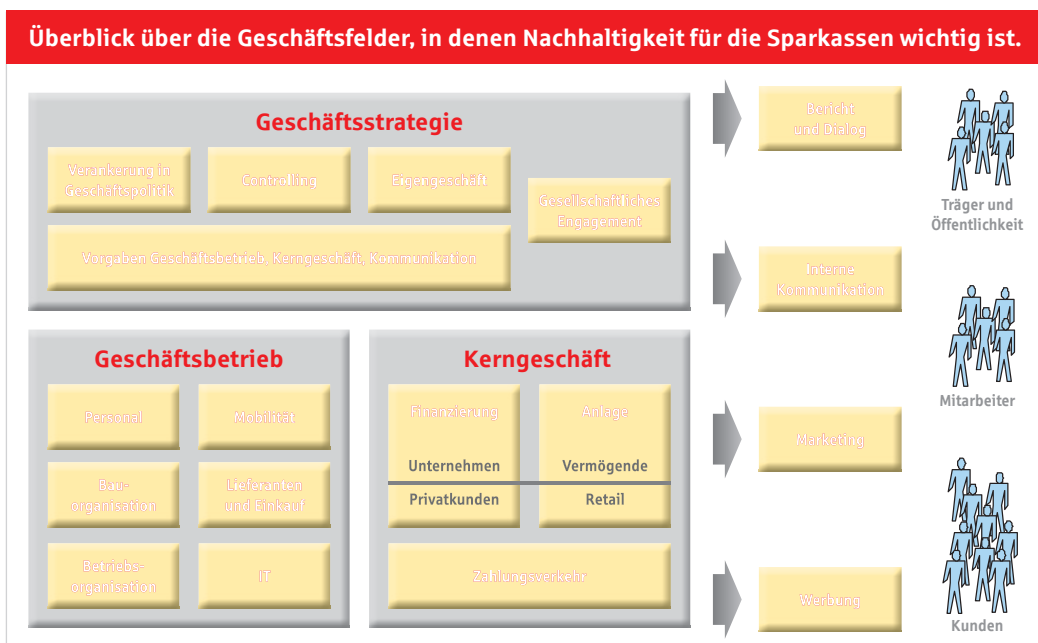 Überblick über die Geschäftsfelder, in denen Nachhaltigkeit für die Sparkassen wichtig ist.
Geschäftsstrategie
Verankerung in
Geschäftspolitik
Controlling
Eigengeschäft
Gesellschaftliches
Engagement
Vorgaben Geschäftsbetrieb, Kerngeschäft, Kommunikation
Geschäftsbetrieb
Personal
Mobilität
Bau-
organisation
Lieferanten
und Einkauf
Betriebs-
organisation
IT
Kerngeschäft
Finanzierung
Anlage
Unternehmen
Vermögende
Privatkunden
Retail
Zahlungsverkehr
Bericht
und Dialog
Interne
Kommunikation
Marketing
Werbung
Träger und
Öffentlichkeit
Mitarbeiter
Kunden